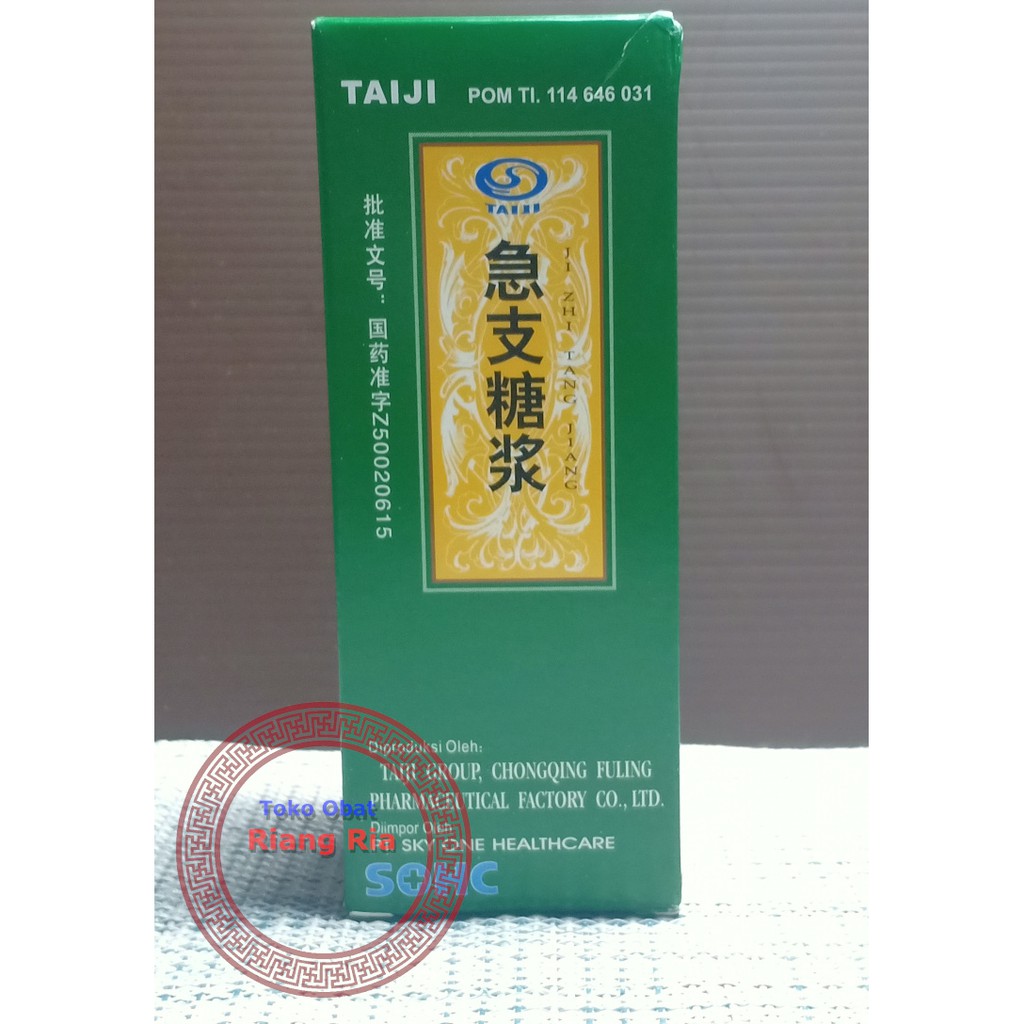 TAIJI POM TI. 114 646 031
TAIJI
批准文号：国药准字Z50020615
急支糖浆
JI ZHI TANG JIANG
Diproduksi Oleh:
TAIJI GROUP, CHONGQING FULING
PHARMACEUTICAL FACTORY CO., LTD.
Diimpor Oleh
SKY ONE HEALTHCARE
Toko Obat
Riang Ria